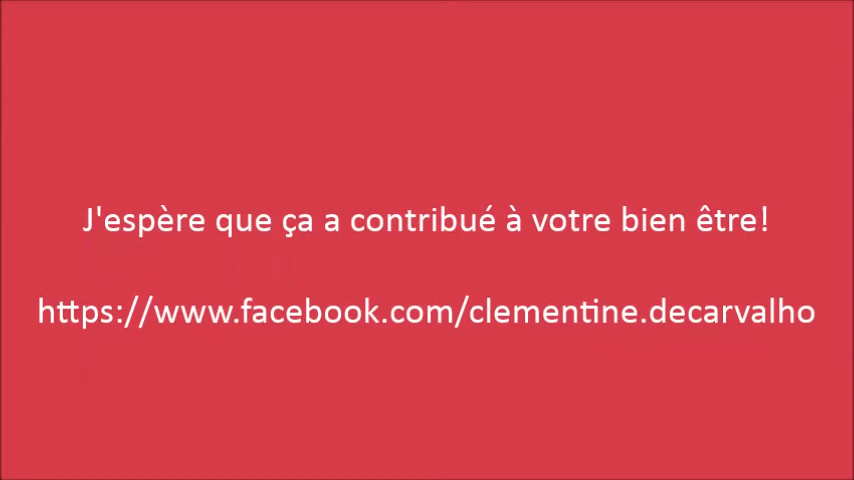 J'espère que ça a contribué à votre bien être!
https://www.facebook.com/clementine.decarvalho